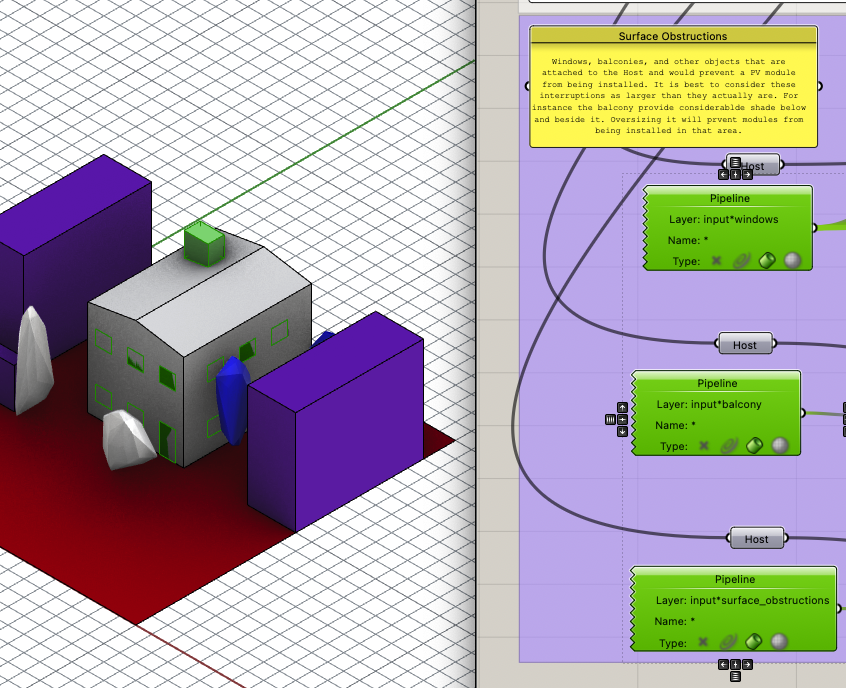 Surface Obstructions
Windows, balconies, and other objects that are
attached to the Host and would prevent a PV module
from being installed. It is best to consider these
interruptions as larger than they actually are. For
instance the balcony provide considerablde shade below
and beside it. Oversizing it will prvent modules from
being installed in that area.
Host
Pipeline
Layer: input*windows
Name: *
Type:
Host
Pipeline
Layer: input*balcony
Name: *
Type:
Host
Pipeline
Layer: input*surface_obstructions
Name: *
Type: